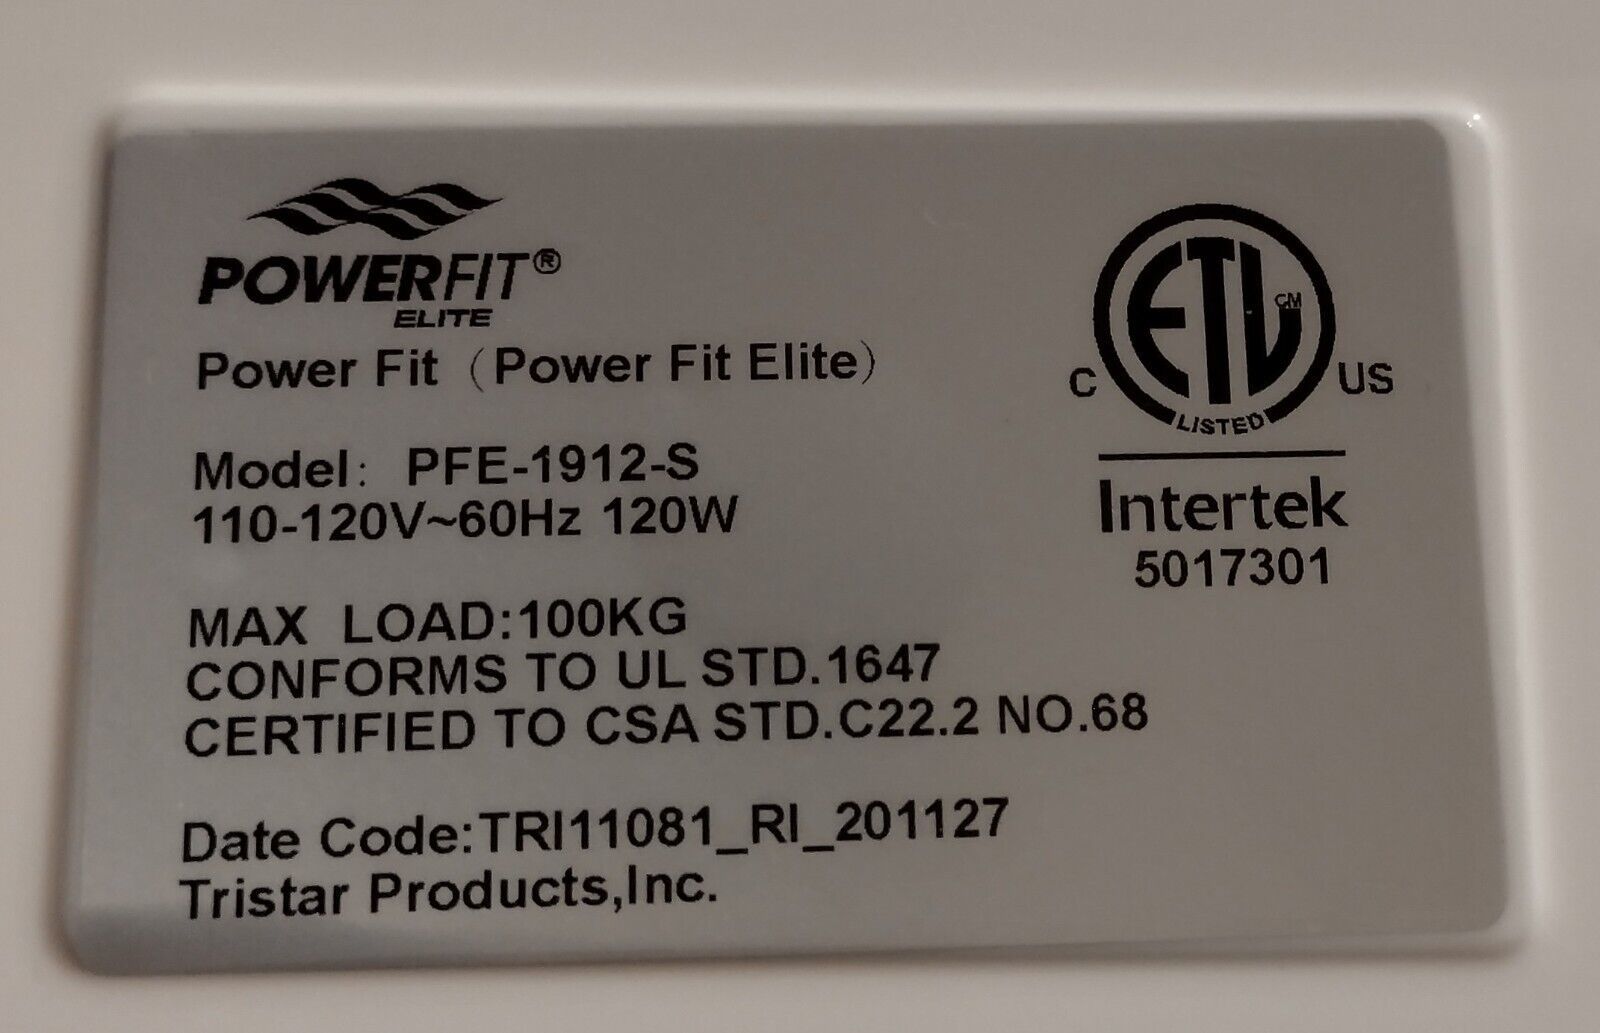 POWERFIT®
ELITE
Power Fit（Power Fit Elite）
Model: PFE-1912-S
110-120V~60Hz 120W
MAX LOAD:100KG
CONFORMS TO UL STD.1647
CERTIFIED TO CSA STD.C22.2 NO.68
Date Code:TRI11081_RI_201127
Tristar Products,Inc.
ETL CM
C US
LISTED
Intertek
5017301